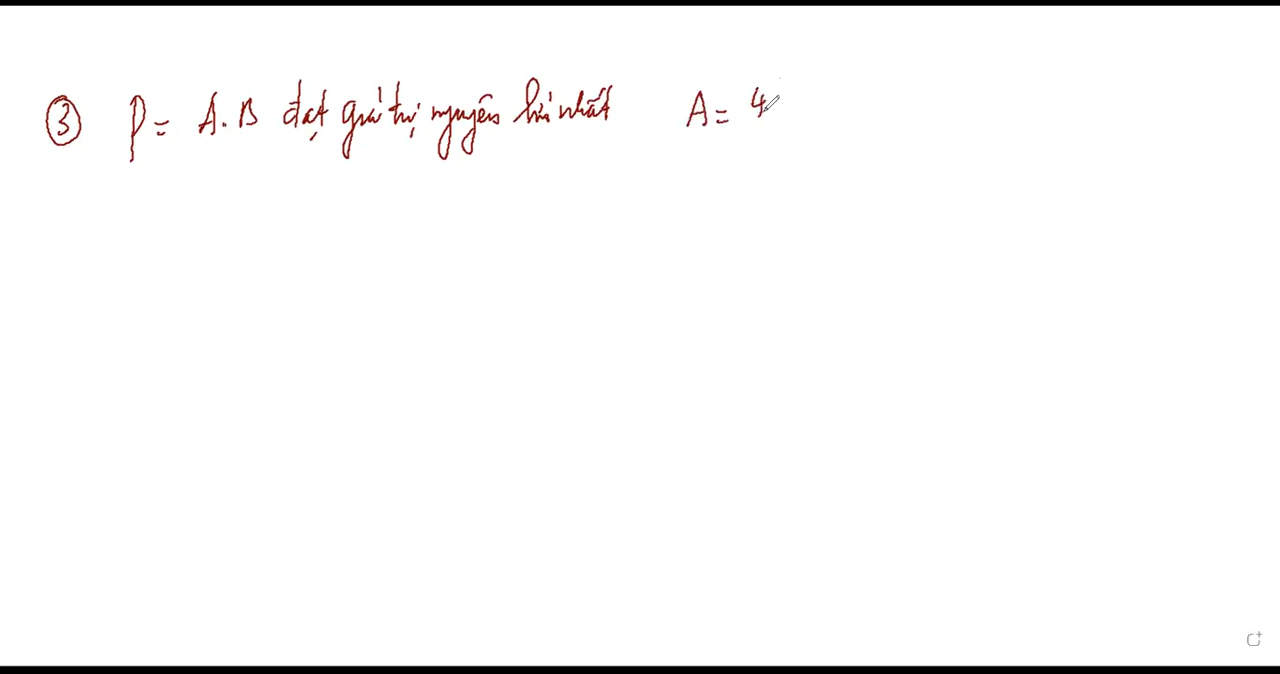 ③ P = A.B đạt giá trị nguyên lớn nhất A = 4